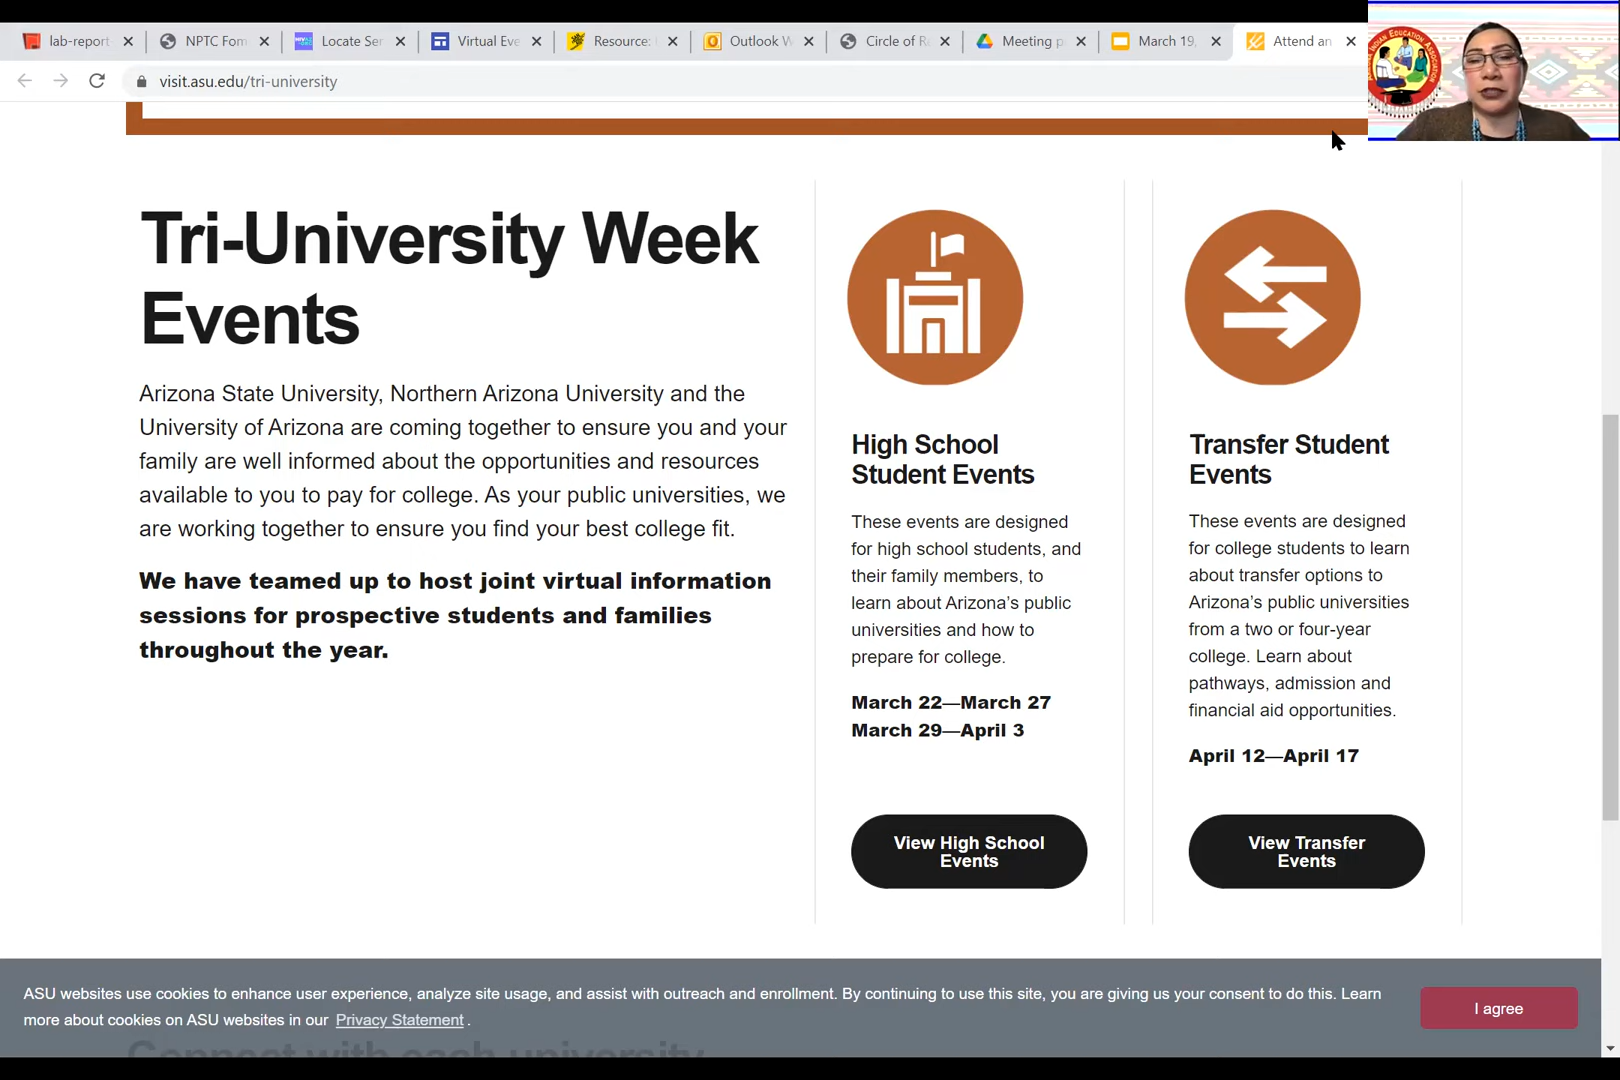 lab-report
NPTC Fom
Locate Ser
Virtual Eve
Resource:
Outlook W
Circle of R
Meeting p
March 19,
Attend an
visit.asu.edu/tri-university
INDIAN EDUCATION ASSOCIATION
Tri-University Week
Events
Arizona State University, Northern Arizona University and the
University of Arizona are coming together to ensure you and your
family are well informed about the opportunities and resources
available to you to pay for college. As your public universities, we
are working together to ensure you find your best college fit.
We have teamed up to host joint virtual information
sessions for prospective students and families
throughout the year.
High School
Student Events
These events are designed
for high school students, and
their family members, to
learn about Arizona's public
universities and how to
prepare for college.
March 22—March 27
March 29—April 3
View High School
Events
Transfer Student
Events
These events are designed
for college students to learn
about transfer options to
Arizona's public universities
from a two or four-year
college. Learn about
pathways, admission and
financial aid opportunities.
April 12—April 17
View Transfer
Events
ASU websites use cookies to enhance user experience, analyze site usage, and assist with outreach and enrollment. By continuing to use this site, you are giving us your consent to do this. Learn
more about cookies on ASU websites in our Privacy Statement .
I agree
Connect with each university